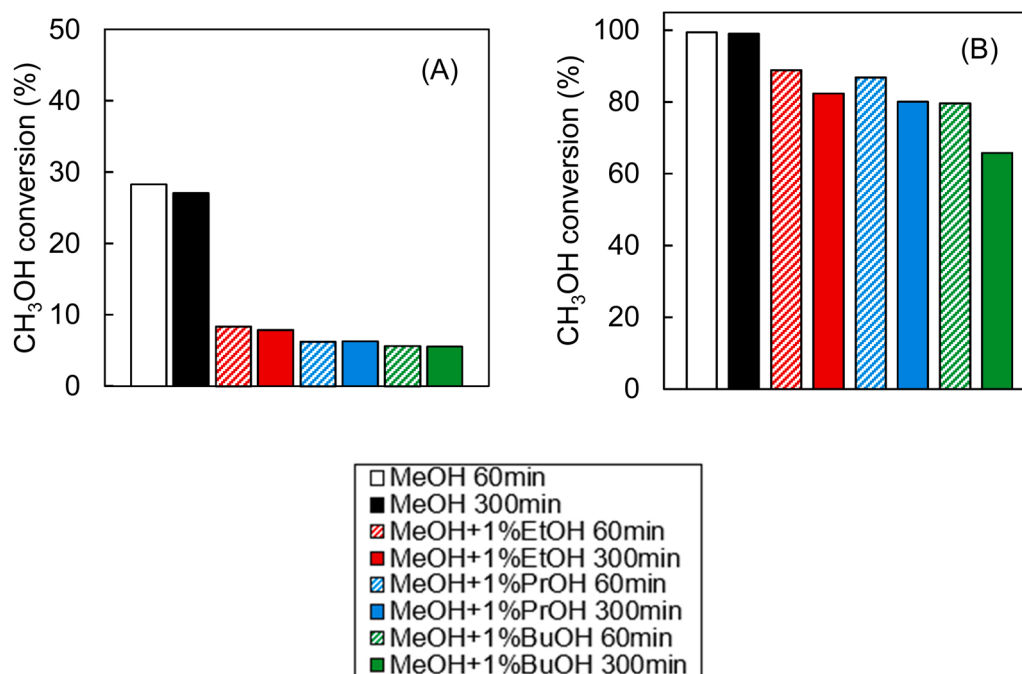 50
40
30
20
10
0
CH₃OH conversion (%)
(A)
100
80
60
40
20
0
CH₃OH conversion (%)
(B)
MeOH 60min
MeOH 300min
MeOH+1%EtOH 60min
MeOH+1%EtOH 300min
MeOH+1%PrOH 60min
MeOH+1%PrOH 300min
MeOH+1%BuOH 60min
MeOH+1%BuOH 300min